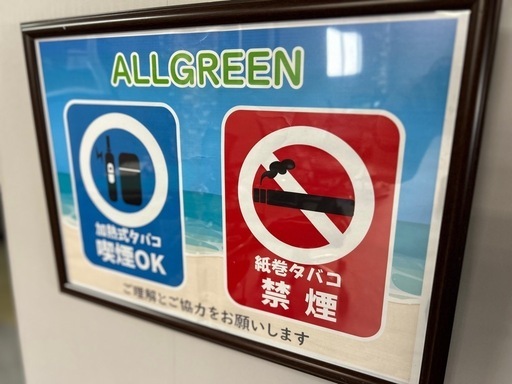 ALLGREEN
加熱式タバコ
喫煙OK
紙巻タバコ
禁煙
ご理解とご協力をお願いします